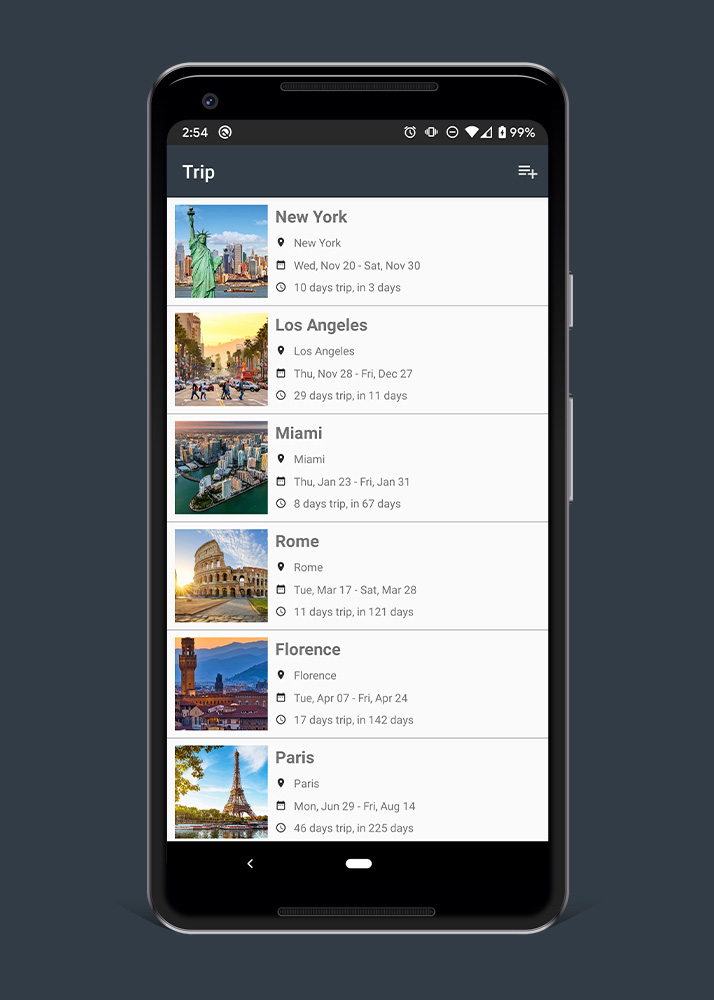 2:54
99%
Trip
New York
New York
Wed, Nov 20 - Sat, Nov 30
10 days trip, in 3 days
Los Angeles
Los Angeles
Thu, Nov 28 - Fri, Dec 27
29 days trip, in 11 days
Miami
Miami
Thu, Jan 23 - Fri, Jan 31
8 days trip, in 67 days
Rome
Rome
Tue, Mar 17 - Sat, Mar 28
11 days trip, in 121 days
Florence
Florence
Tue, Apr 07 - Fri, Apr 24
17 days trip, in 142 days
Paris
Paris
Mon, Jun 29 - Fri, Aug 14
46 days trip, in 225 days